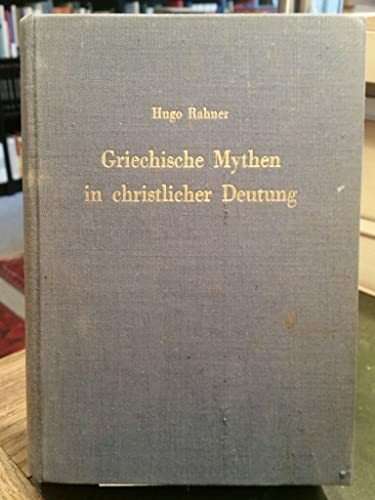 Hugo Rahner
Griechische Mythen
in christlicher Deutung